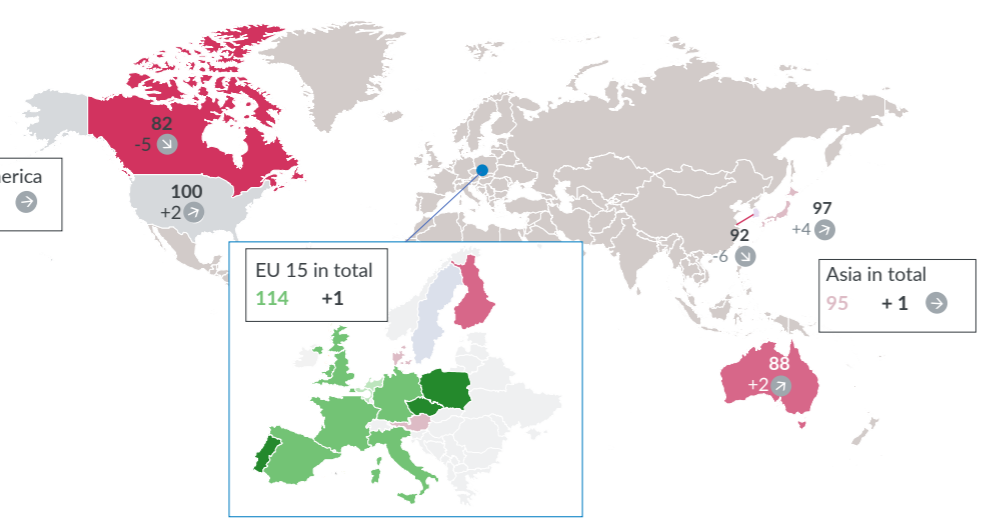 82
-5
erica
100
+2
97
+4
92
-6
EU 15 in total
114 +1
Asia in total
95 + 1
88
+2